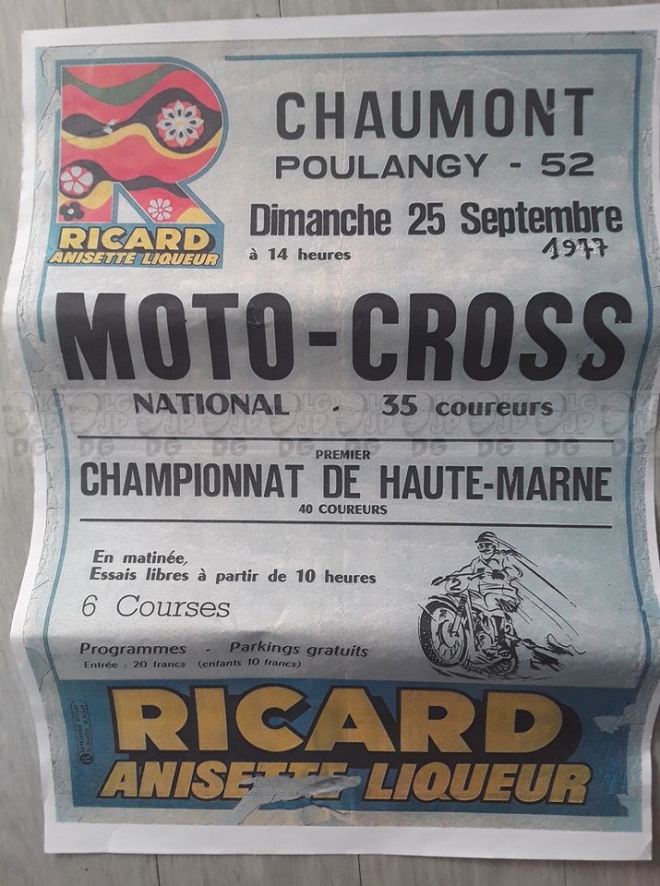 CHAUMONT
POULANGY - 52
Dimanche 25 Septembre
1977
à 14 heures
RICARD
ANISETTE LIQUEUR
MOTO-CROSS
NATIONAL - 35 coureurs
PREMIER
CHAMPIONNAT DE HAUTE-MARNE
40 COUREURS
En matinée,
Essais libres à partir de 10 heures
6 Courses
2
Programmes - Parkings gratuits
Entrée : 20 francs (enfants 10 francs)
RICARD
ANISETTE LIQUEUR